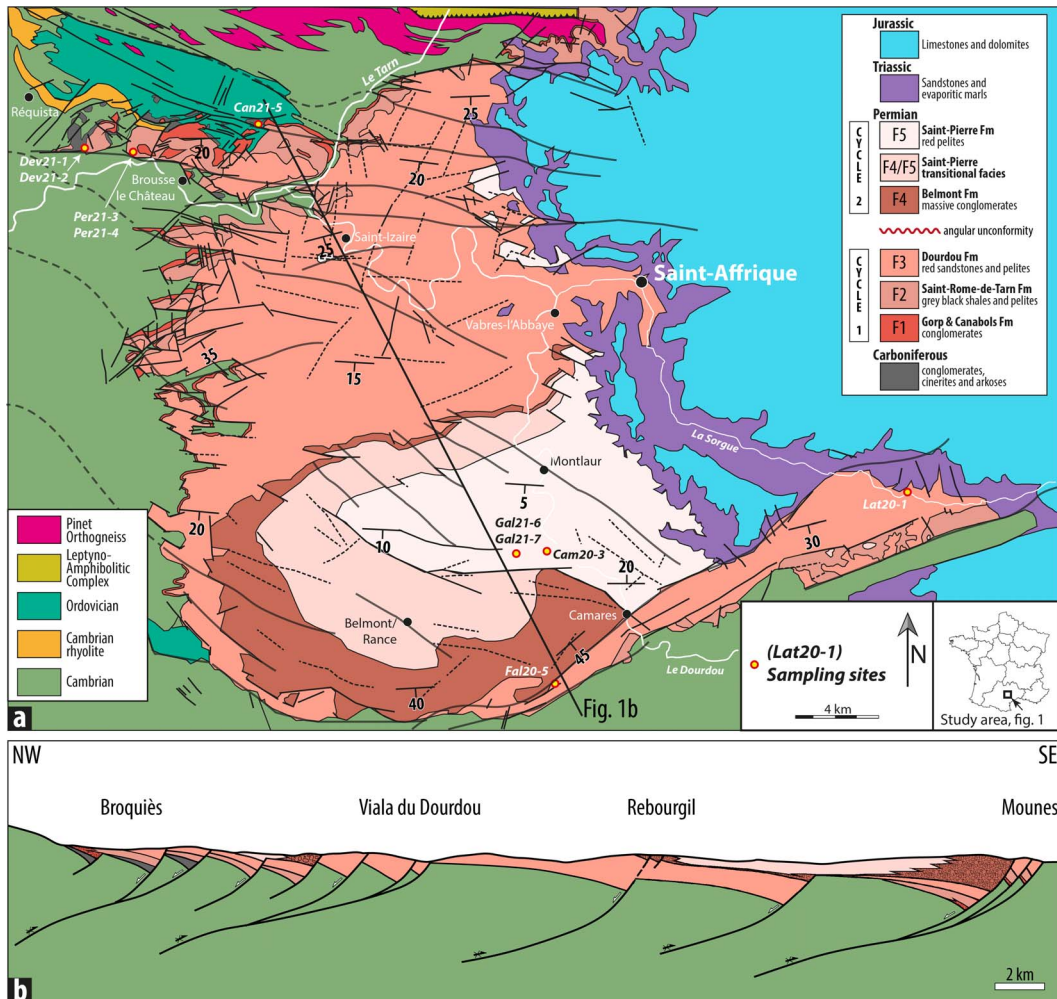 Jurassic
Limestones and dolomites
Triassic
Sandstones and
evaporitic marls
Permian
CYCLE 2
F5
Saint-Pierre Fm
red pelites
F4/F5
Saint-Pierre
transitional facies
F4
Belmont Fm
massive conglomerates
angular unconformity
CYCLE 1
F3
Dourdou Fm
red sandstones and pelites
F2
Saint-Rome-de-Tarn Fm
grey black shales and pelites
F1
Gorp & Canabols Fm
conglomerates
Carboniferous
conglomerates,
cinerites and arkoses
Le Tarn
Réquista
Can21-5
25
20
Dev21-1
Dev21-2
Brousse
le Château
20
Per21-3
Per21-4
Saint-Izaire
25
Saint-Affrique
Vabres-l'Abbaye
35
15
La Sorgue
Montlaur
Lat20-1
5
20
Gal21-6
Gal21-7
Cam20-3
10
30
20
Camares
Belmont/
Rance
45
Le Dourdou
Fal20-5
40
Fig. 1b
Pinet
Orthogneiss
Leptyno-
Amphibolitic
Complex
Ordovician
Cambrian
rhyolite
Cambrian
(Lat20-1)
Sampling sites
4 km
N
Study area, fig. 1
a
NW
SE
Broquiès
Viala du Dourdou
Rebourgil
Mounes
2 km
b